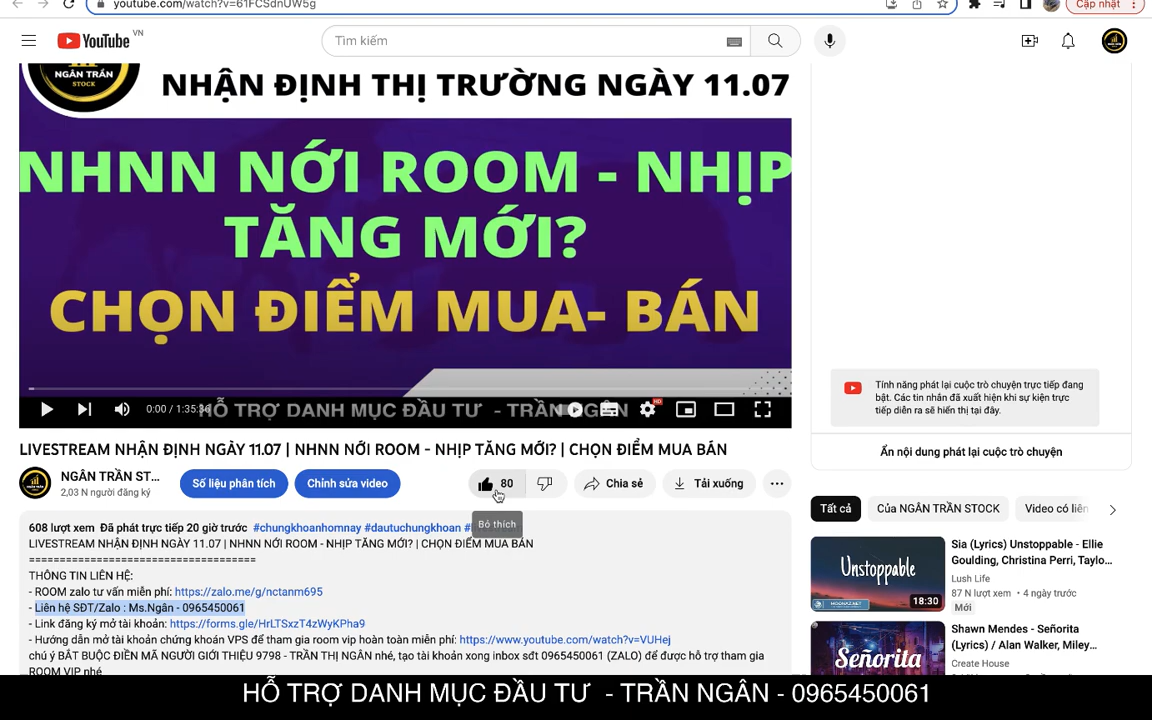 youtube.com/watch?v=61FCSdnUW5g
Cập nhật
YouTube VN
Tìm kiếm
NGÂN TRẦN
STOCK
NHẬN ĐỊNH THỊ TRƯỜNG NGÀY 11.07
NHNN NỚI ROOM - NHỊP
TĂNG MỚI?
CHỌN ĐIỂM MUA- BÁN
0:00 / 1:35:36
HỖ TRỢ DANH MỤC ĐẦU TƯ - TRẦN NGÂN
HD
Tính năng phát lại cuộc trò chuyện trực tiếp đang
bật. Các tin nhắn đã xuất hiện khi sự kiện trực
tiếp diễn ra sẽ hiển thị tại đây.
Ẩn nội dung phát lại cuộc trò chuyện
LIVESTREAM NHẬN ĐỊNH NGÀY 11.07 | NHNN NỚI ROOM - NHỊP TĂNG MỚI? | CHỌN ĐIỂM MUA BÁN
NGÂN TRẦN ST...
2,03 N người đăng ký
Số liệu phân tích
Chỉnh sửa video
80
Chia sẻ
Tải xuống
Bỏ thích
608 lượt xem Đã phát trực tiếp 20 giờ trước #chungkhoanhomnay #dautuchungkhoan
LIVESTREAM NHẬN ĐỊNH NGÀY 11.07 | NHNN NỚI ROOM - NHỊP TĂNG MỚI? | CHỌN ĐIỂM MUA BÁN
=====================================
THÔNG TIN LIÊN HỆ:
- ROOM zalo tư vấn miễn phí: https://zalo.me/g/nctanm695
- Liên hệ SĐT/Zalo : Ms.Ngân - 0965450061
- Link đăng ký mở tài khoản: https://forms.gle/HrLTSxzT4zWyKPha9
- Hướng dẫn mở tài khoản chứng khoán VPS để tham gia room vip hoàn toàn miễn phí: https://www.youtube.com/watch?v=VUHej
chú ý BẮT BUỘC ĐIỀN MÃ NGƯỜI GIỚI THIỆU 9798 - TRẦN THỊ NGÂN nhé, tạo tài khoản xong inbox sđt 0965450061 (ZALO) để được hỗ trợ tham gia
ROOM VIP nhé
Tất cả
Của NGÂN TRẦN STOCK
Video có liên
Unstoppable
18:30
Sia (Lyrics) Unstoppable - Ellie
Goulding, Christina Perri, Taylo...
Lush Life
87 N lượt xem • 4 ngày trước
Mới
Señorita
Shawn Mendes - Señorita
(Lyrics) / Alan Walker, Miley...
Create House
HỖ TRỢ DANH MỤC ĐẦU TƯ - TRẦN NGÂN - 0965450061